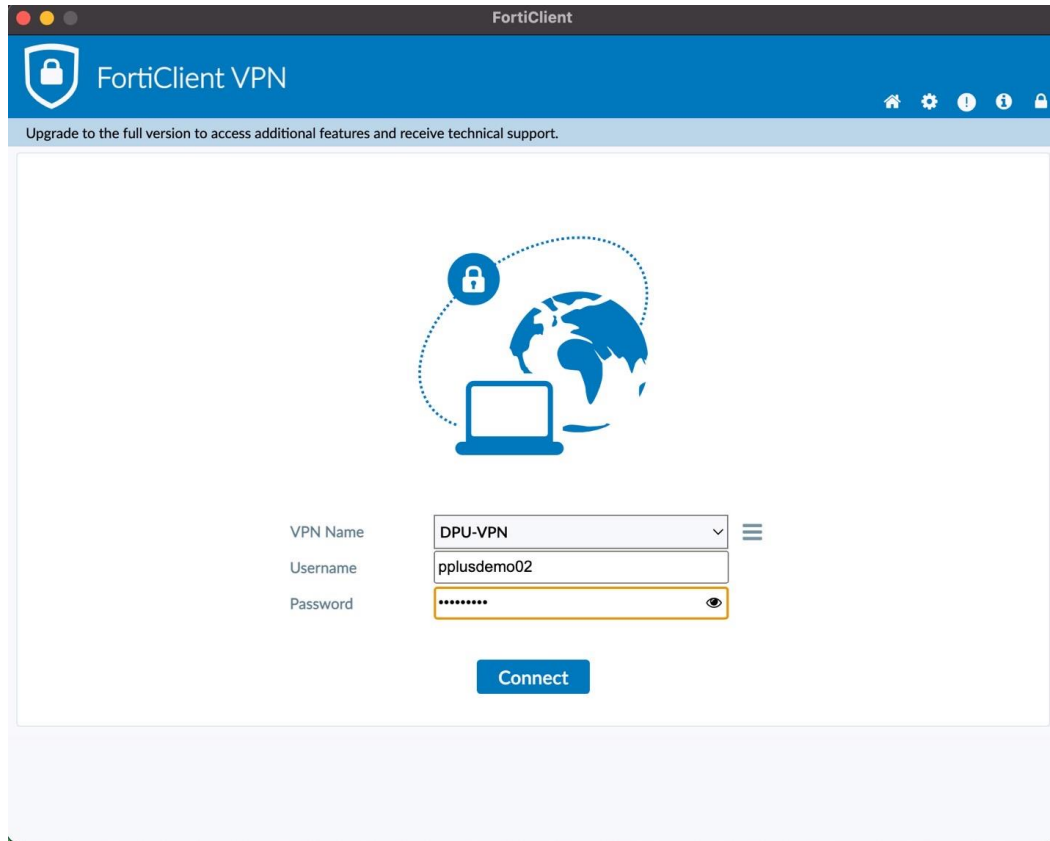 FortiClient
FortiClient VPN
Upgrade to the full version to access additional features and receive technical support.
VPN Name DPU-VPN
Username pplusdemo02
Password •••••••••
Connect